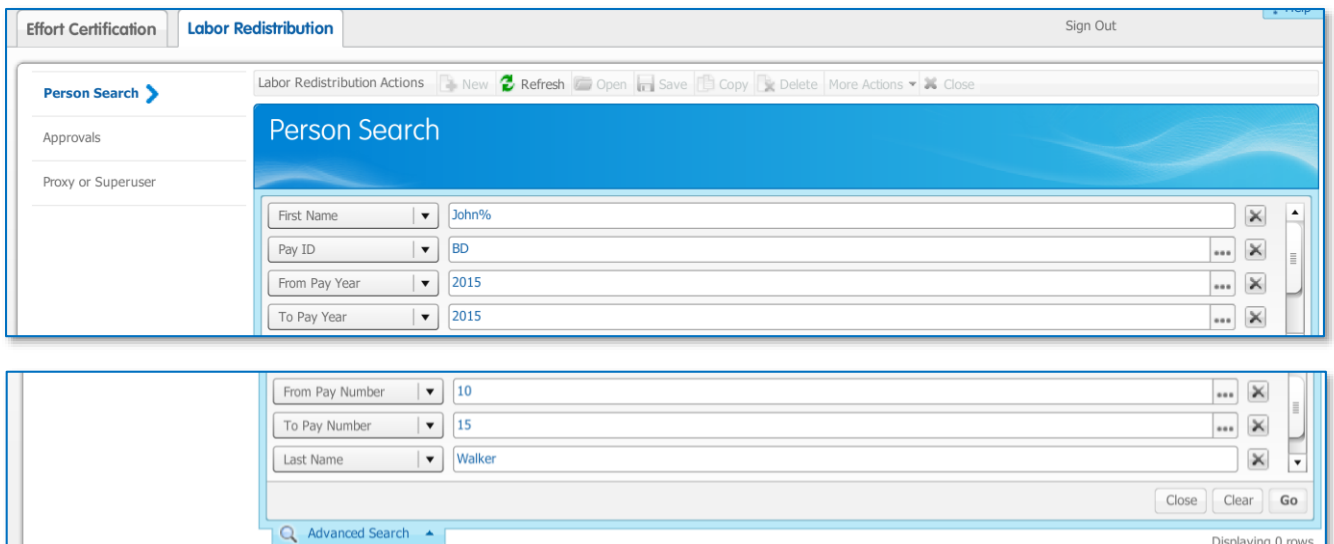 Effort Certification Labor Redistribution Sign Out Help
Person Search Labor Redistribution Actions New Refresh Open Save Copy Delete More Actions Close
Person Search
Approvals
Proxy or Superuser
First Name John%
Pay ID BD ...
From Pay Year 2015 ...
To Pay Year 2015 ...
From Pay Number 10 ...
To Pay Number 15 ...
Last Name Walker
Close Clear Go
Advanced Search
Displaying 0 rows